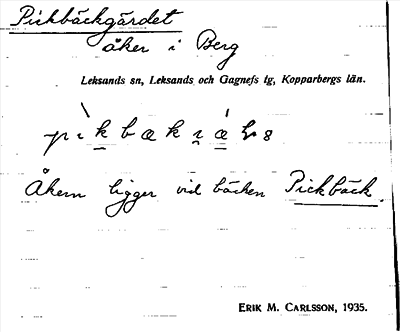 Pickbäckgärdet
åker i Berg
Leksands sn, Leksands och Gagnefs tg, Kopparbergs län.
Åkern ligger vid bäcken Pickbäck.
ERIK M. CARLSSON, 1935.